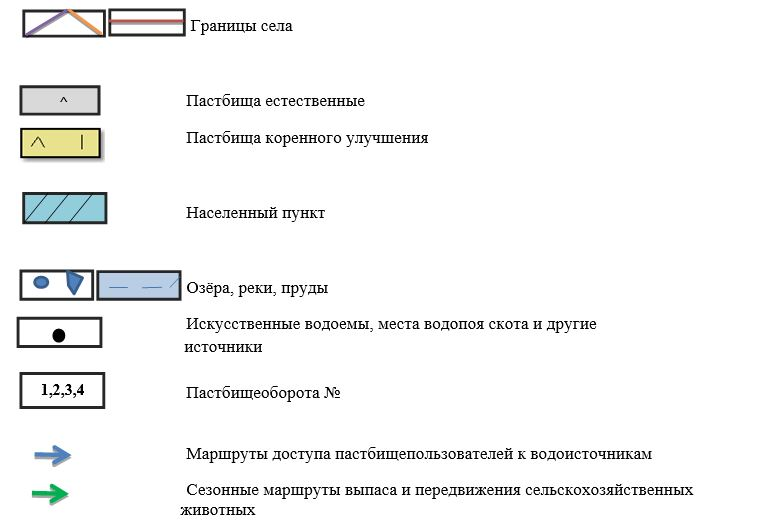 Границы села
Пастбища естественные
Пастбища коренного улучшения
Населенный пункт
Озёра, реки, пруды
Искусственные водоемы, места водопоя скота и другие
источники
1,2,3,4 Пастбищеоборота №
Маршруты доступа пастбищепользователей к водоисточникам
Сезонные маршруты выпаса и передвижения сельскохозяйственных
животных